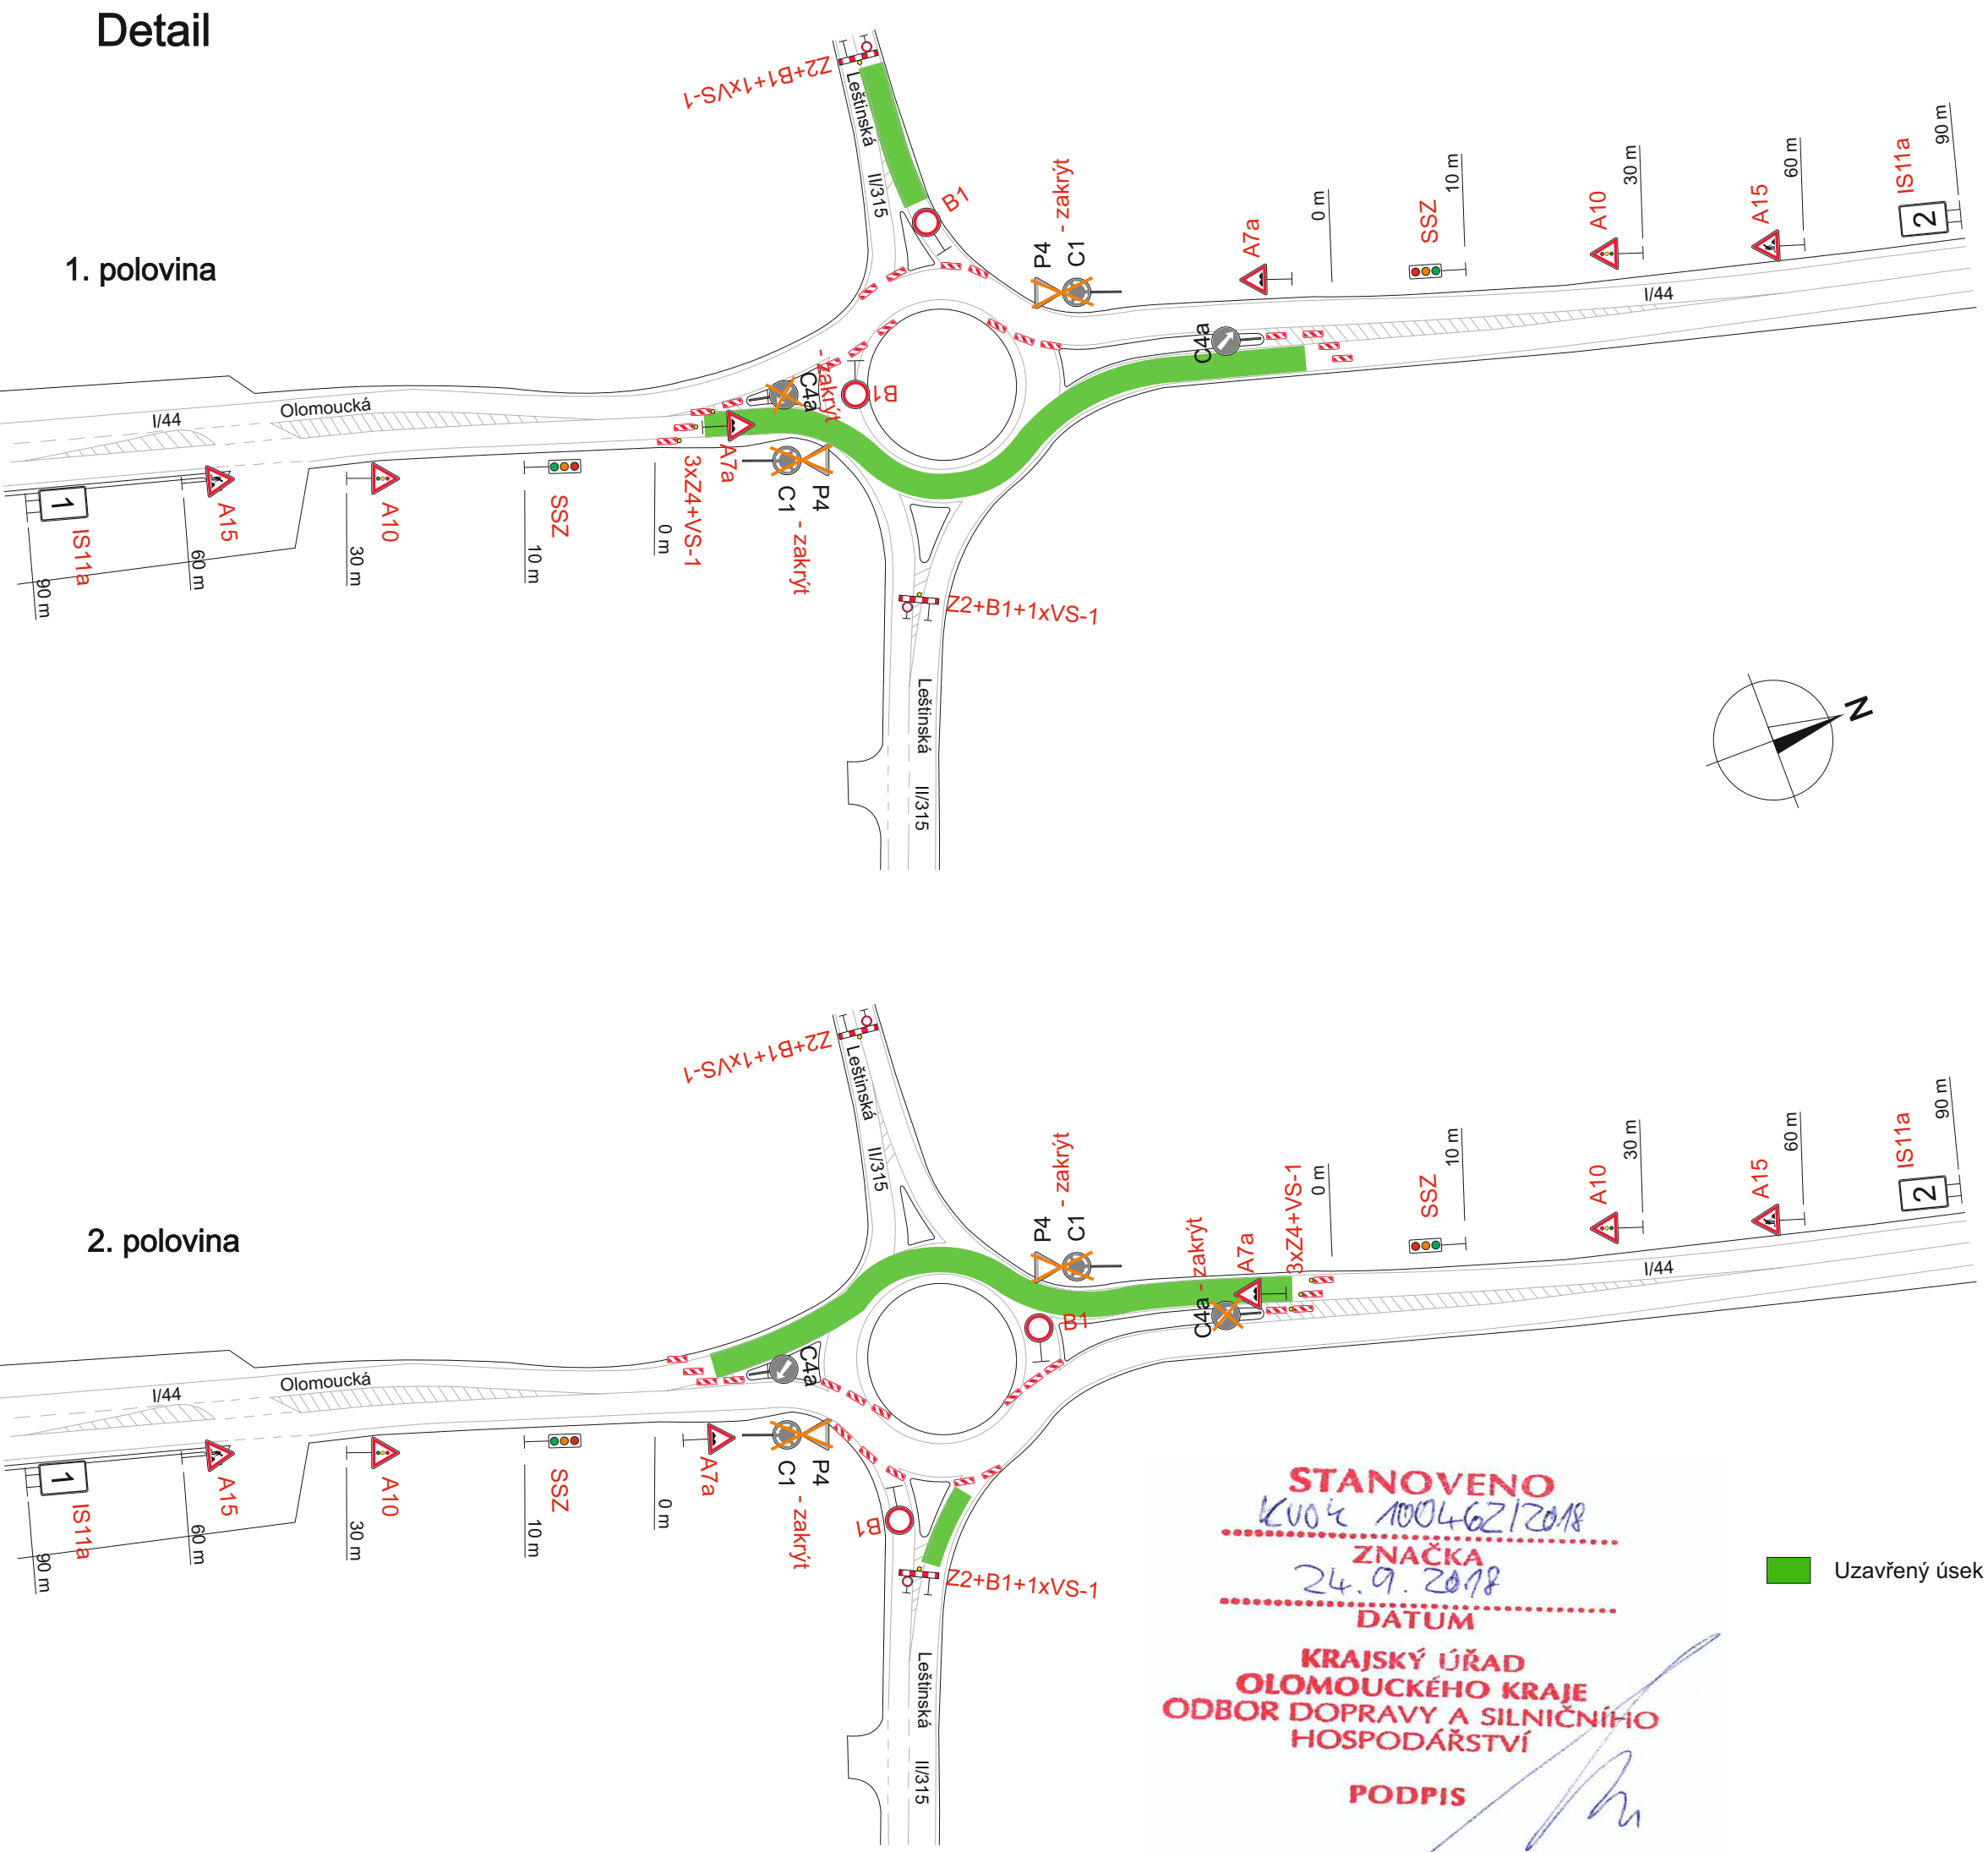 Detail
1. polovina
Z2+B1+1xVS-1
Leštinská
II/315
B1
P4
C1 - zakrýt
A7a
0 m
SSZ
10 m
A10
30 m
A15
60 m
IS11a
90 m
2
I/44
C4a
I/44
Olomoucká
C4a - zakrýt
B1
1
IS11a
90 m
A15
60 m
A10
30 m
SSZ
10 m
0 m
3xZ4+VS-1
A7a
C1 - zakrýt
P4
Z2+B1+1xVS-1
Leštinská
II/315
N
2. polovina
Z2+B1+1xVS-1
Leštinská
II/315
P4
C1 - zakrýt
C4a - zakrýt
A7a
3xZ4+VS-1
0 m
SSZ
10 m
A10
30 m
A15
60 m
IS11a
90 m
2
I/44
B1
I/44
Olomoucká
C4a
1
IS11a
90 m
A15
60 m
A10
30 m
SSZ
10 m
0 m
A7a
C1 - zakrýt
P4
B1
Z2+B1+1xVS-1
Leštinská
II/315
STANOVENO
100462/2018
ZNAČKA
24.9.2018
DATUM
KRAJSKÝ ÚŘAD
OLOMOUCKÉHO KRAJE
ODBOR DOPRAVY A SILNIČNÍHO
HOSPODÁŘSTVÍ
PODPIS
Uzavřený úsek